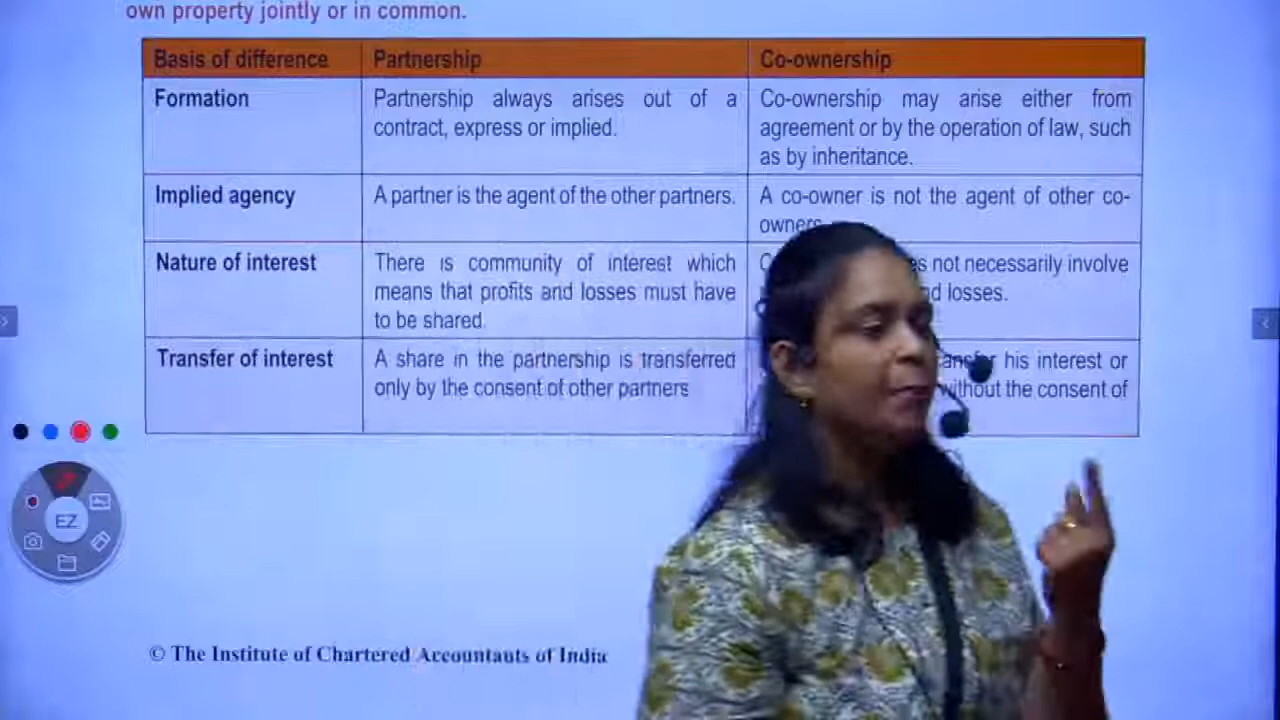 own property jointly or in common.
Basis of difference Partnership Co-ownership
Formation
Partnership always arises out of a
contract, express or implied.
Co-ownership may arise either from
agreement or by the operation of law, such
as by inheritance.
Implied agency
A partner is the agent of the other partners.
A co-owner is not the agent of other co-
owners
Nature of interest
There is community of interest which
means that profits and losses must have
to be shared.
not necessarily involve
losses.
Transfer of interest
A share in the partnership is transferred
only by the consent of other partners
his interest or
without the consent of
EZ
© The Institute of Chartered Accountants of India